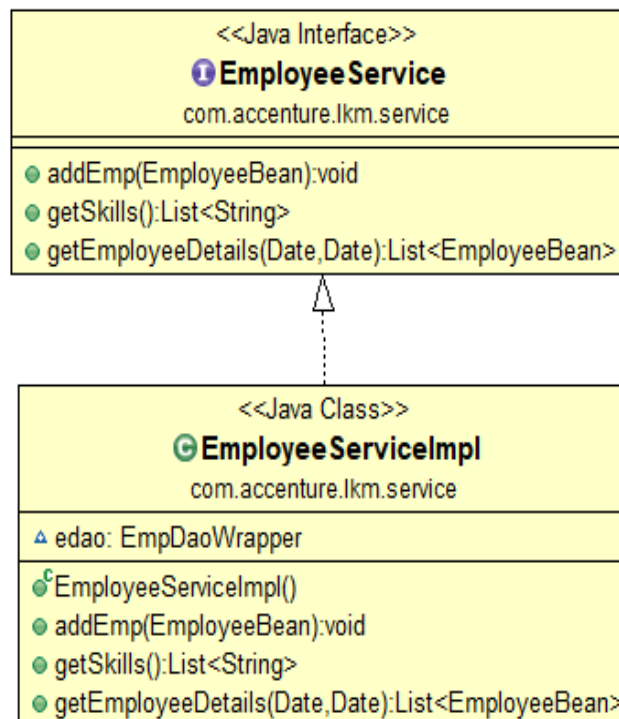 <<Java Interface>>
EmployeeService
com.accenture.lkm.service
addEmp(EmployeeBean):void
getSkills():List<String>
getEmployeeDetails(Date,Date):List<EmployeeBean>
<<Java Class>>
EmployeeServiceImpl
com.accenture.lkm.service
edao: EmpDaoWrapper
EmployeeServiceImpl()
addEmp(EmployeeBean):void
getSkills():List<String>
getEmployeeDetails(Date,Date):List<EmployeeBean>